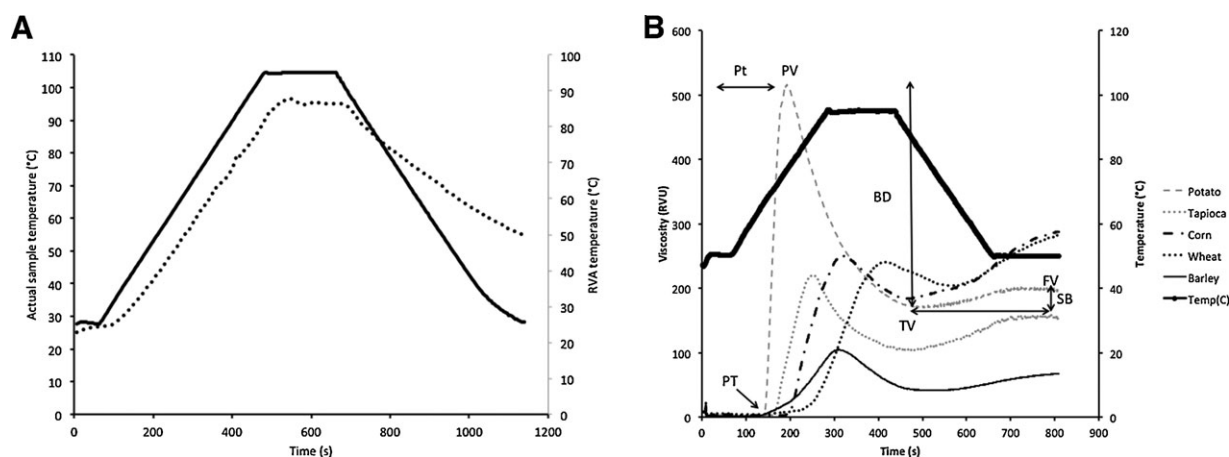 A
110
100
90
80
70
60
50
40
30
20
10
0
Actual sample temperature (°C)
0
200
400
600
800
1000
1200
Time (s)
100
90
80
70
60
50
40
30
20
10
0
RVA temperature (°C)
B
600
500
400
300
200
100
0
Viscosity (RVU)
Pt
PV
BD
TV
FV
SB
PT
0
100
200
300
400
500
600
700
800
900
Time (s)
120
100
80
60
40
20
0
Temperature (°C)
Potato
Tapioca
Corn
Wheat
Barley
Temp(C)